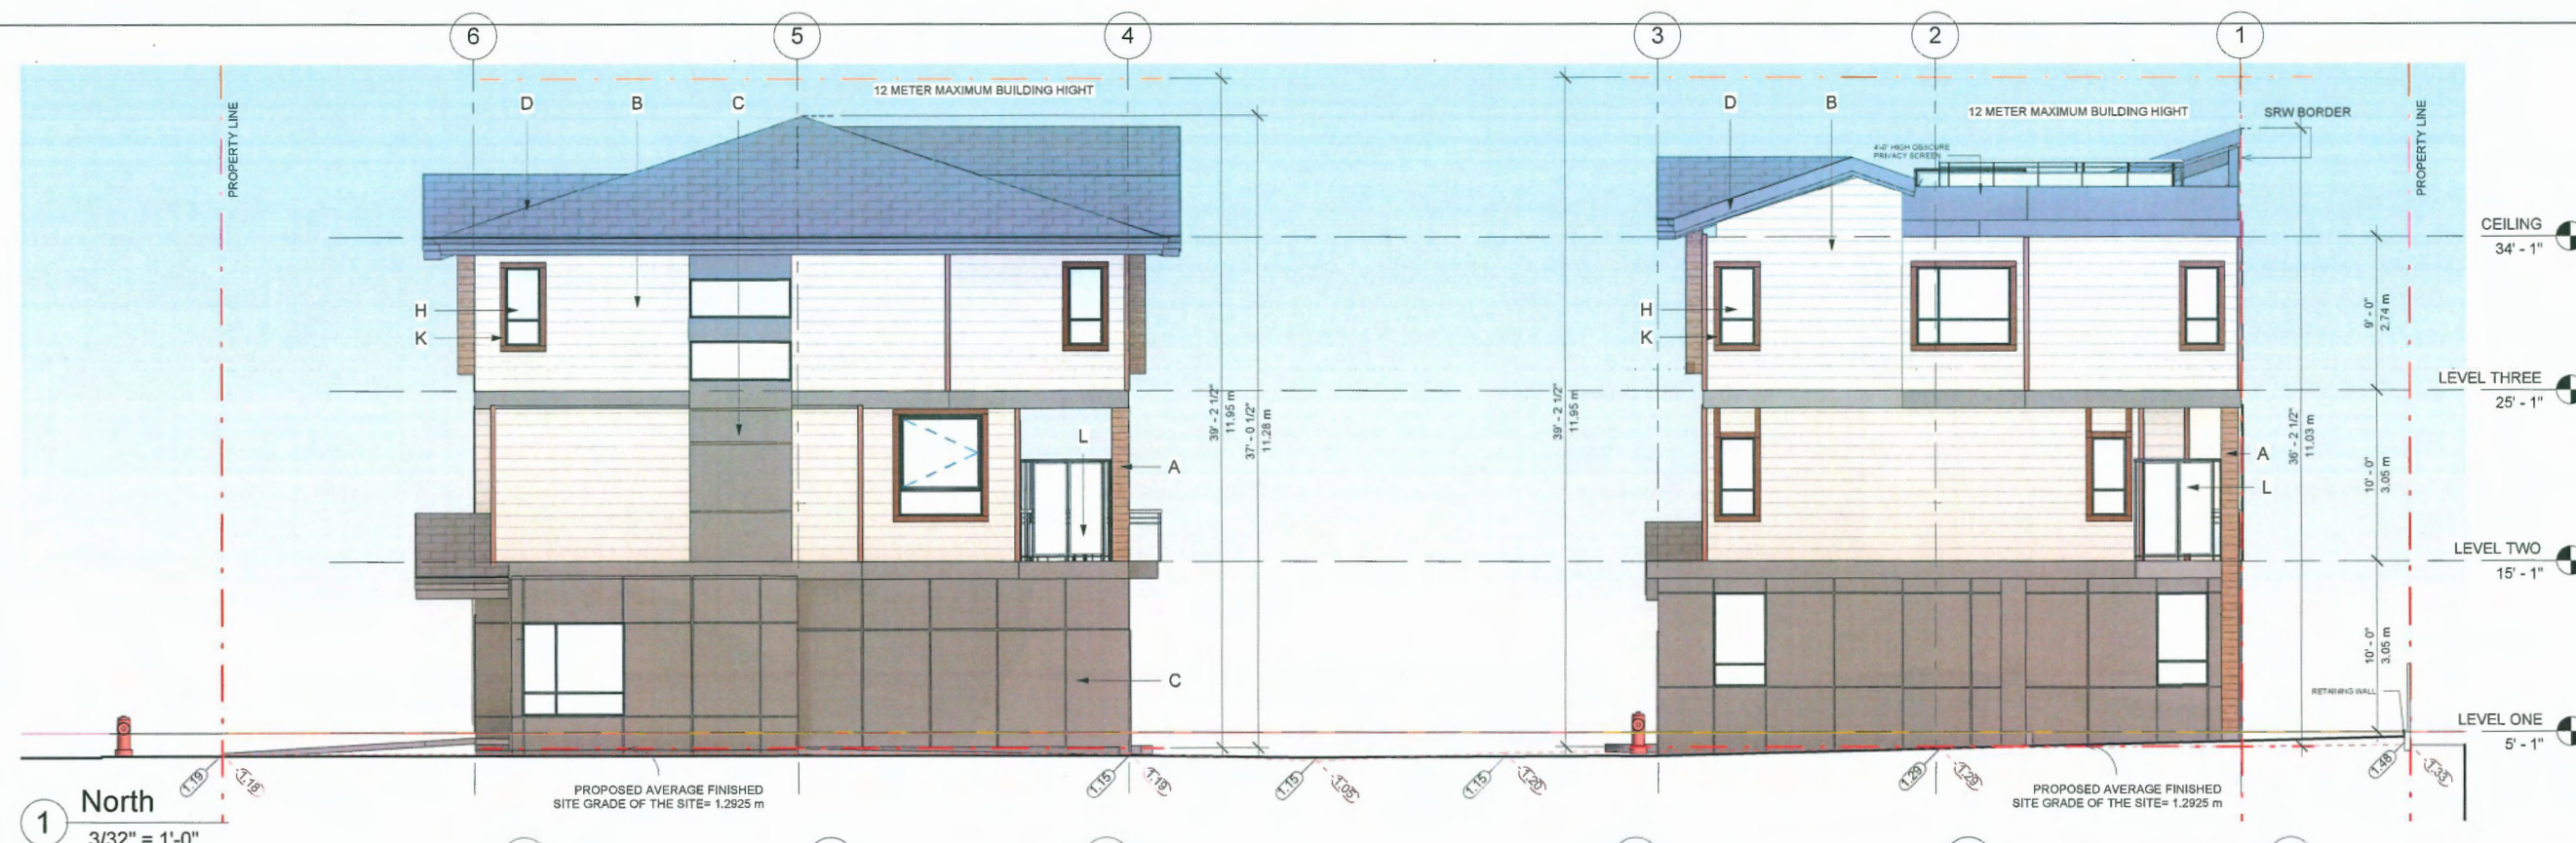 6
5
4
3
2
1
D
B
C
12 METER MAXIMUM BUILDING HIGHT
D
B
12 METER MAXIMUM BUILDING HIGHT
SRW BORDER
PROPERTY LINE
PROPERTY LINE
4'-0" HIGH OBSCURE
PRIVACY SCREEN
CEILING
34' - 1"
H
K
H
K
9' - 0"
2.74 m
LEVEL THREE
25' - 1"
39' - 2 1/2"
11.95 m
37' - 0 1/2"
11.28 m
39' - 2 1/2"
11.95 m
36' - 2 1/2"
11.03 m
L
A
A
L
10' - 0"
3.05 m
LEVEL TWO
15' - 1"
C
10' - 0"
3.05 m
RETAINING WALL
LEVEL ONE
5' - 1"
1.19
1.18
1.15
1.19
1.15
1.05
1.15
1.20
1.29
1.29
1.48
1.33
PROPOSED AVERAGE FINISHED
SITE GRADE OF THE SITE= 1.2925 m
PROPOSED AVERAGE FINISHED
SITE GRADE OF THE SITE= 1.2925 m
1
North
3/32" = 1'-0"